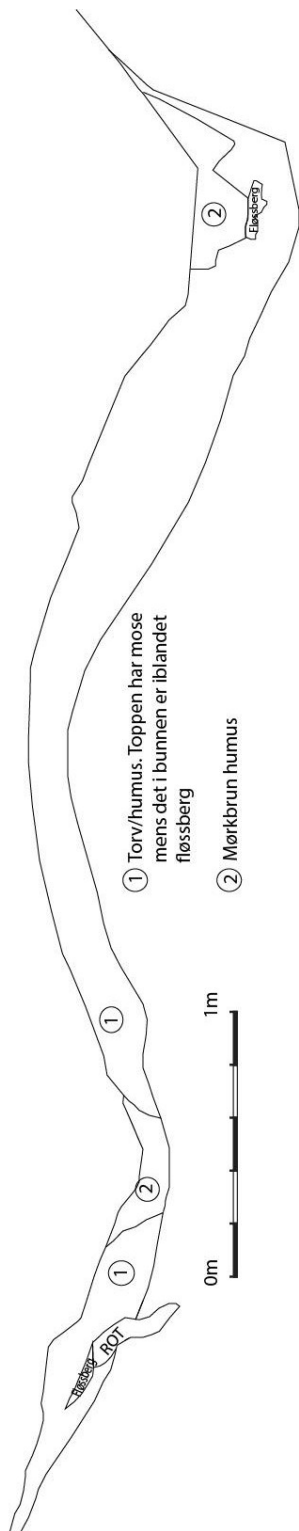 Fløssberg
ROT
1
2
1
2
Fløssberg
0m
1m
1 Torv/humus. Toppen har mose
mens det i bunnen er iblandet
fløssberg
2 Mørkbrun humus